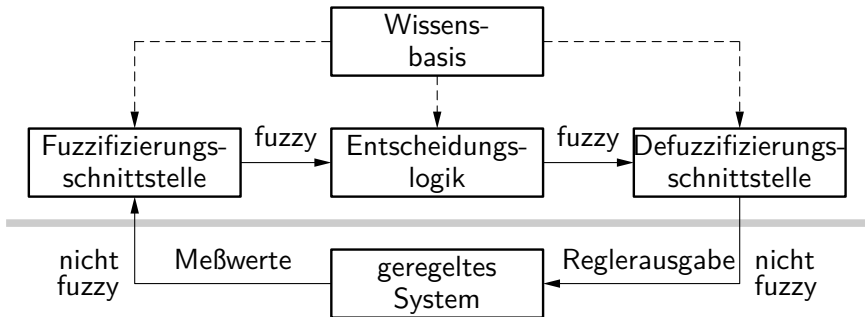 Wissens-
basis
Fuzzifizierungs-
schnittstelle
fuzzy
Entscheidungs-
logik
fuzzy
Defuzzifizierungs-
schnittstelle
nicht
fuzzy
Meßwerte
geregeltes
System
Reglerausgabe
nicht
fuzzy